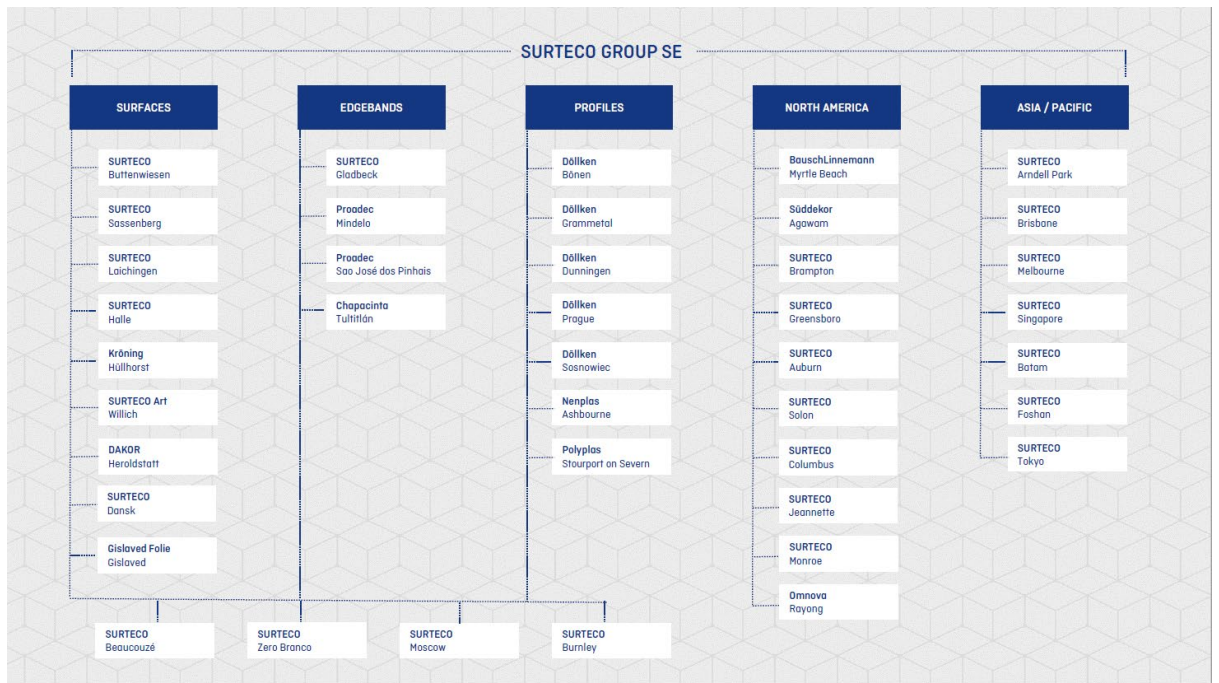 SURTECO GROUP SE
SURFACES
SURTECO
Buttenwiesen
SURTECO
Sassenberg
SURTECO
Laichingen
SURTECO
Halle
Kröning
Hüllhorst
SURTECO Art
Willich
DAKOR
Heroldstatt
SURTECO
Dansk
Gislaved Folie
Gislaved
EDGEBANDS
SURTECO
Gladbeck
Proadec
Mindelo
Proadec
Sao José dos Pinhais
Chapacinta
Tultitlán
PROFILES
Döllken
Bönen
Döllken
Grammetal
Döllken
Dunningen
Döllken
Prague
Döllken
Sosnowiec
Nenplas
Ashbourne
Polyplas
Stourport on Severn
NORTH AMERICA
BauschLinnemann
Myrtle Beach
Süddekor
Agawam
SURTECO
Brampton
SURTECO
Greensboro
SURTECO
Auburn
SURTECO
Solon
SURTECO
Columbus
SURTECO
Jeannette
SURTECO
Monroe
Omnova
Rayong
ASIA / PACIFIC
SURTECO
Arndell Park
SURTECO
Brisbane
SURTECO
Melbourne
SURTECO
Singapore
SURTECO
Batam
SURTECO
Foshan
SURTECO
Tokyo
SURTECO
Beaucouzé
SURTECO
Zero Branco
SURTECO
Moscow
SURTECO
Burnley